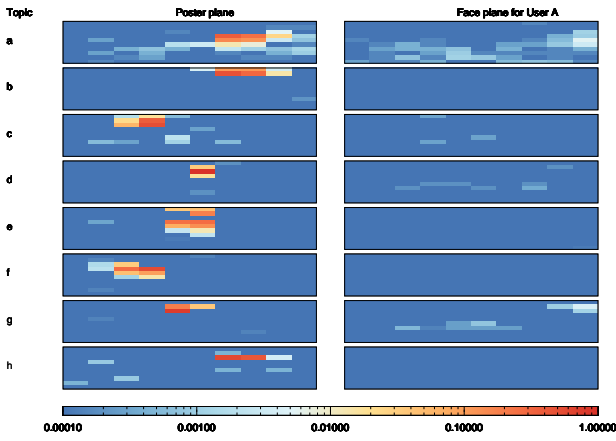 Topic Poster plane Face plane for User A
a
b
c
d
e
f
g
h
0.00010 0.00100 0.01000 0.10000 1.00000